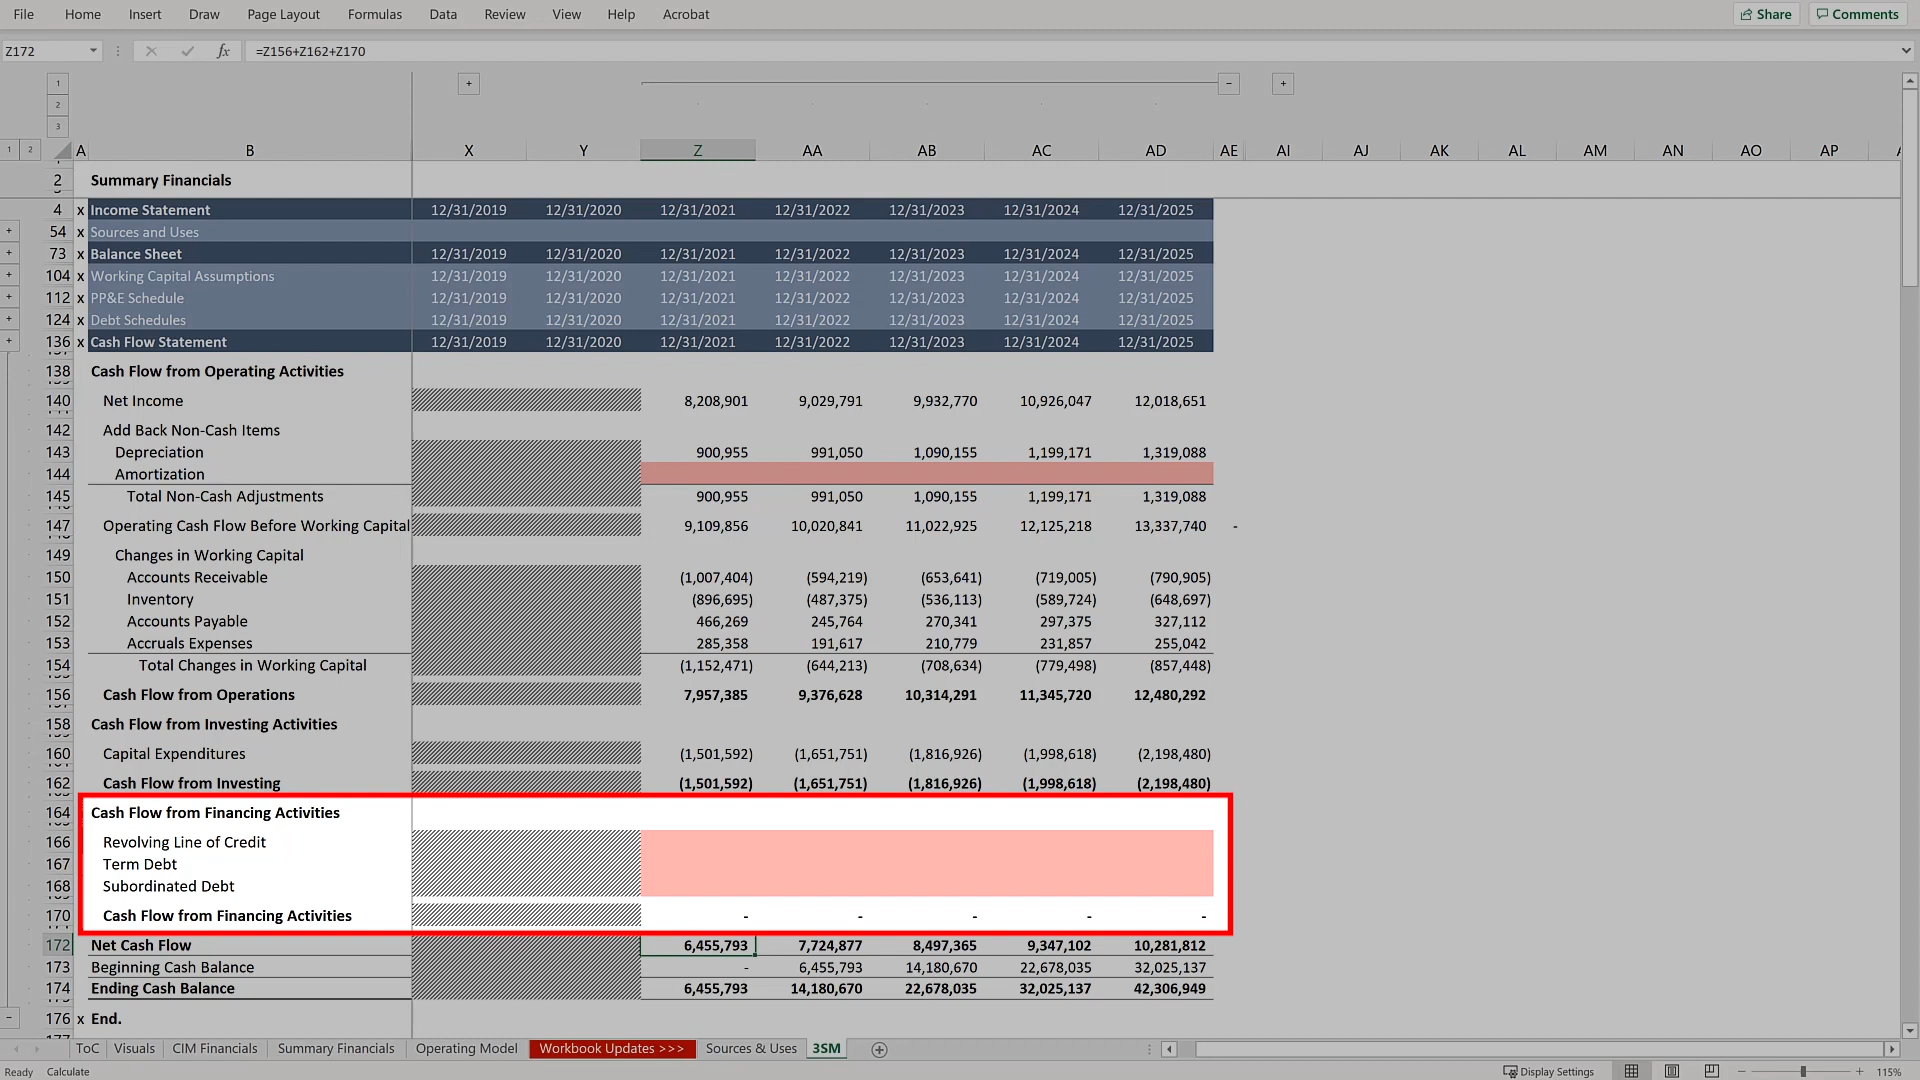 File Home Insert Draw Page Layout Formulas Data Review View Help Acrobat Share Comments
Z172 fx =Z156+Z162+Z170
+ − +
1
2
3
1 2 A B X Y Z AA AB AC AD AE AI AJ AK AL AM AN AO AP
2 Summary Financials
4 x Income Statement 12/31/2019 12/31/2020 12/31/2021 12/31/2022 12/31/2023 12/31/2024 12/31/2025
+ 54 x Sources and Uses
+ 73 x Balance Sheet 12/31/2019 12/31/2020 12/31/2021 12/31/2022 12/31/2023 12/31/2024 12/31/2025
+ 104 x Working Capital Assumptions 12/31/2019 12/31/2020 12/31/2021 12/31/2022 12/31/2023 12/31/2024 12/31/2025
+ 112 x PP&E Schedule 12/31/2019 12/31/2020 12/31/2021 12/31/2022 12/31/2023 12/31/2024 12/31/2025
+ 124 x Debt Schedules 12/31/2019 12/31/2020 12/31/2021 12/31/2022 12/31/2023 12/31/2024 12/31/2025
+ 136 x Cash Flow Statement 12/31/2019 12/31/2020 12/31/2021 12/31/2022 12/31/2023 12/31/2024 12/31/2025
138 Cash Flow from Operating Activities
140 Net Income 8,208,901 9,029,791 9,932,770 10,926,047 12,018,651
142 Add Back Non-Cash Items
143 Depreciation 900,955 991,050 1,090,155 1,199,171 1,319,088
144 Amortization
145 Total Non-Cash Adjustments 900,955 991,050 1,090,155 1,199,171 1,319,088
147 Operating Cash Flow Before Working Capital 9,109,856 10,020,841 11,022,925 12,125,218 13,337,740 -
149 Changes in Working Capital
150 Accounts Receivable (1,007,404) (594,219) (653,641) (719,005) (790,905)
151 Inventory (896,695) (487,375) (536,113) (589,724) (648,697)
152 Accounts Payable 466,269 245,764 270,341 297,375 327,112
153 Accruals Expenses 285,358 191,617 210,779 231,857 255,042
154 Total Changes in Working Capital (1,152,471) (644,213) (708,634) (779,498) (857,448)
156 Cash Flow from Operations 7,957,385 9,376,628 10,314,291 11,345,720 12,480,292
158 Cash Flow from Investing Activities
160 Capital Expenditures (1,501,592) (1,651,751) (1,816,926) (1,998,618) (2,198,480)
162 Cash Flow from Investing (1,501,592) (1,651,751) (1,816,926) (1,998,618) (2,198,480)
164 Cash Flow from Financing Activities
166 Revolving Line of Credit
167 Term Debt
168 Subordinated Debt
170 Cash Flow from Financing Activities - - - - -
172 Net Cash Flow 6,455,793 7,724,877 8,497,365 9,347,102 10,281,812
173 Beginning Cash Balance - 6,455,793 14,180,670 22,678,035 32,025,137
174 Ending Cash Balance 6,455,793 14,180,670 22,678,035 32,025,137 42,306,949
− 176 x End.
ToC Visuals CIM Financials Summary Financials Operating Model Workbook Updates >>> Sources & Uses 3SM
Ready Calculate Display Settings − + 115%